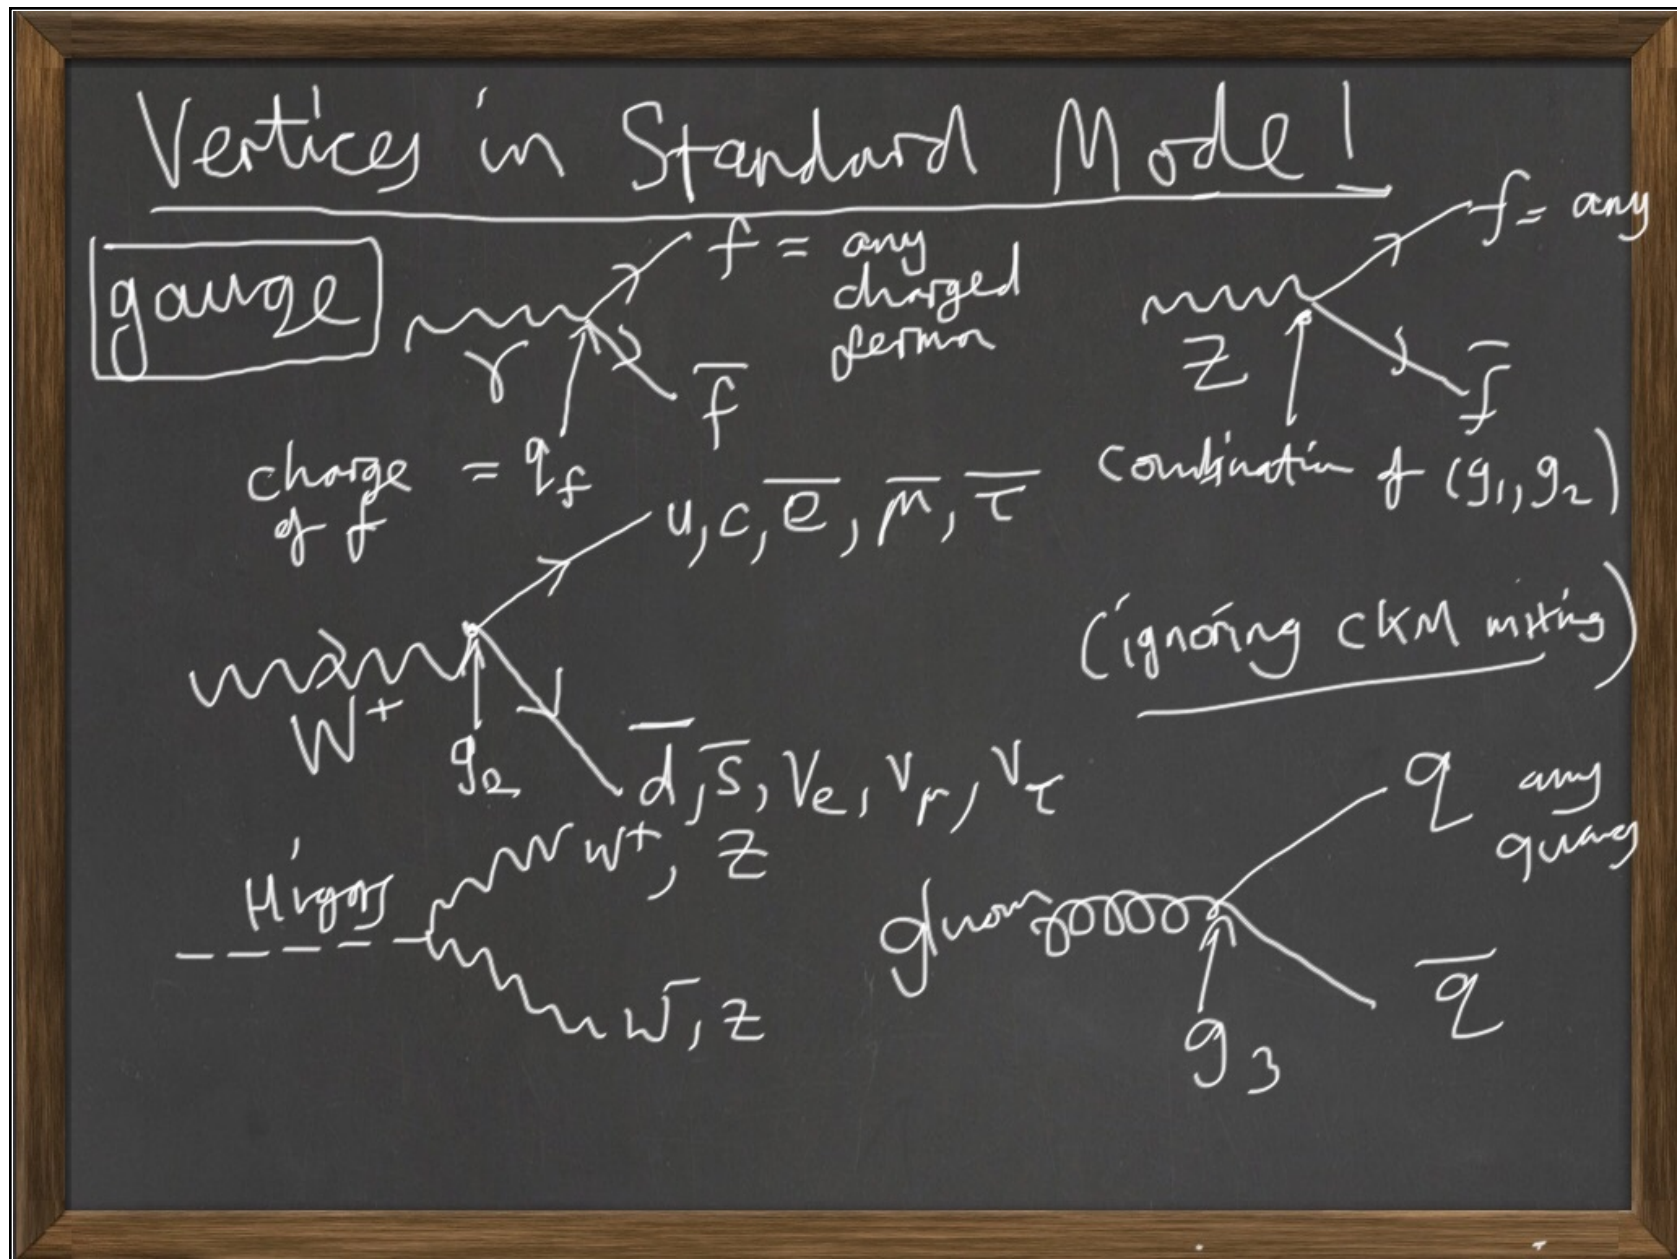 Vertices in Standard Model
gauge
γ
f = any
charged
fermion
f̅
charge = q_f
of f
Z
f = any
f̅
combination of (g₁, g₂)
W⁺
g₂
u, c, e̅, μ̅, τ̅
d̅, s̅, ν_e, ν_μ, ν_τ
(ignoring CKM mixing)
Higgs
W⁺, Z
W⁻, Z
gluon
g₃
q any
quark
q̅